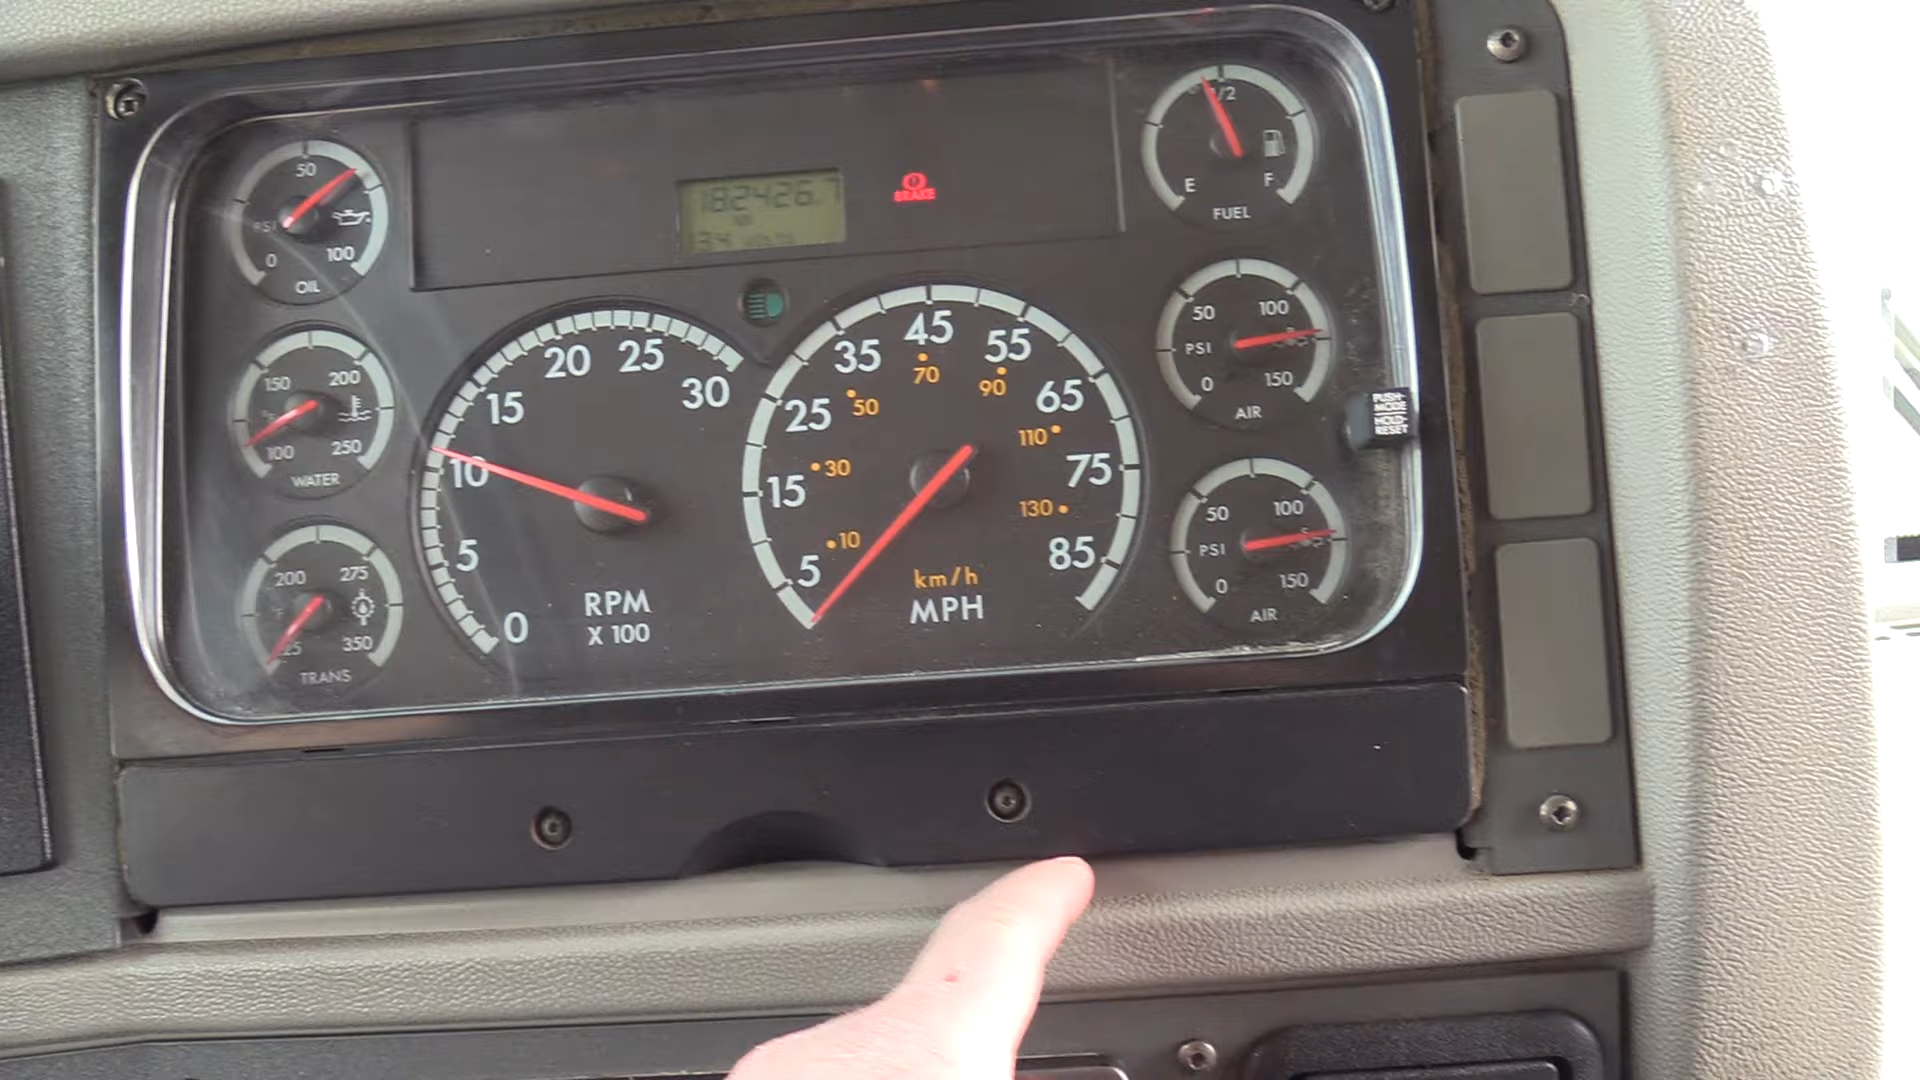 50
PSI
0
100
OIL
182426.7
BRAKE
1/2
E
F
FUEL
150
200
°F
100
250
WATER
200
275
°F
350
TRANS
0
5
10
15
20
25
30
RPM
X 100
5
15
25
35
45
55
65
75
85
10
30
50
70
90
110
130
km/h
MPH
50
100
PSI
0
150
AIR
PUSH-
MODE
HOLD-
RESET
50
100
PSI
0
150
AIR